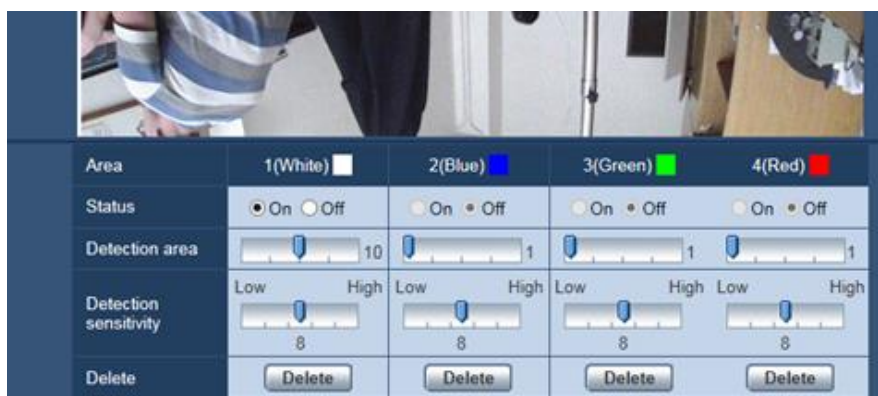 Area 1(White) 2(Blue) 3(Green) 4(Red)
Status On Off On Off On Off On Off
Detection area 10 1 1 1
Low High Low High Low High Low High
Detection
sensitivity
8 8 8 8
Delete Delete Delete Delete Delete